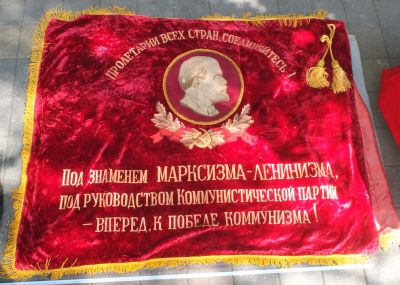 ПРОЛЕТАРИИ ВСЕХ СТРАН, СОЕДИНЯЙТЕСЬ!
ПОД ЗНАМЕНЕМ МАРКСИЗМА-ЛЕНИНИЗМА,
ПОД РУКОВОДСТВОМ КОММУНИСТИЧЕСКОЙ ПАРТИИ
— ВПЕРЕД, К ПОБЕДЕ КОММУНИЗМА!